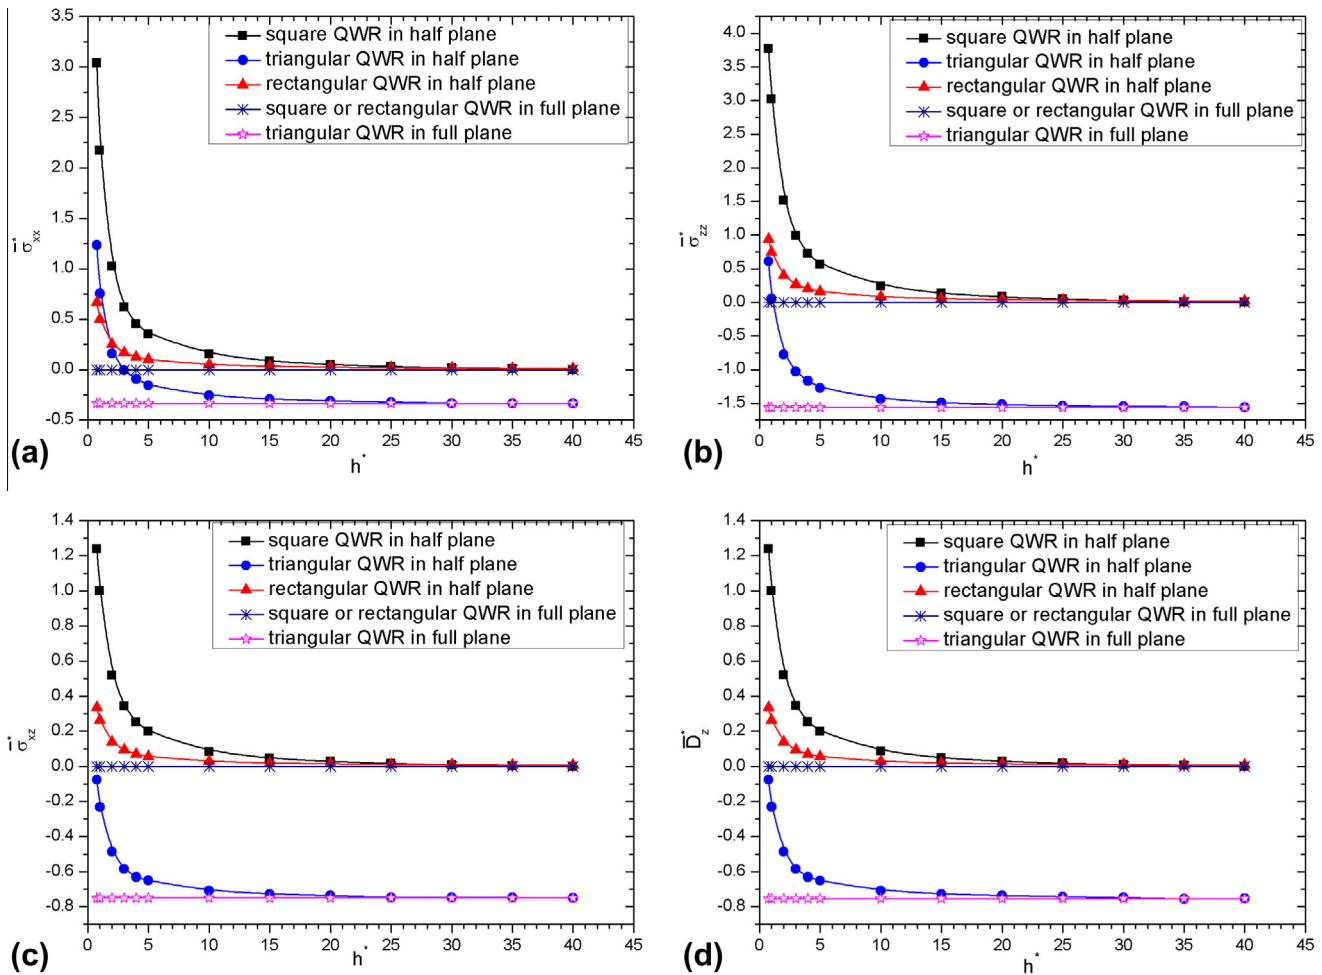 3.5
3.0
2.5
2.0
1.5
1.0
0.5
0.0
-0.5
σ̄*xx
square QWR in half plane
triangular QWR in half plane
rectangular QWR in half plane
square or rectangular QWR in full plane
triangular QWR in full plane
0 5 10 15 20 25 30 35 40 45
h*
(a)
4.0
3.5
3.0
2.5
2.0
1.5
1.0
0.5
0.0
-0.5
-1.0
-1.5
σ̄*zz
square QWR in half plane
triangular QWR in half plane
rectangular QWR in half plane
square or rectangular QWR in full plane
triangular QWR in full plane
0 5 10 15 20 25 30 35 40 45
h*
(b)
1.4
1.2
1.0
0.8
0.6
0.4
0.2
0.0
-0.2
-0.4
-0.6
-0.8
σ̄*xz
square QWR in half plane
triangular QWR in half plane
rectangular QWR in half plane
square or rectangular QWR in full plane
triangular QWR in full plane
0 5 10 15 20 25 30 35 40 45
h*
(c)
1.4
1.2
1.0
0.8
0.6
0.4
0.2
0.0
-0.2
-0.4
-0.6
-0.8
D̄*z
square QWR in half plane
triangular QWR in half plane
rectangular QWR in half plane
square or rectangular QWR in full plane
triangular QWR in full plane
0 5 10 15 20 25 30 35 40 45
h*
(d)